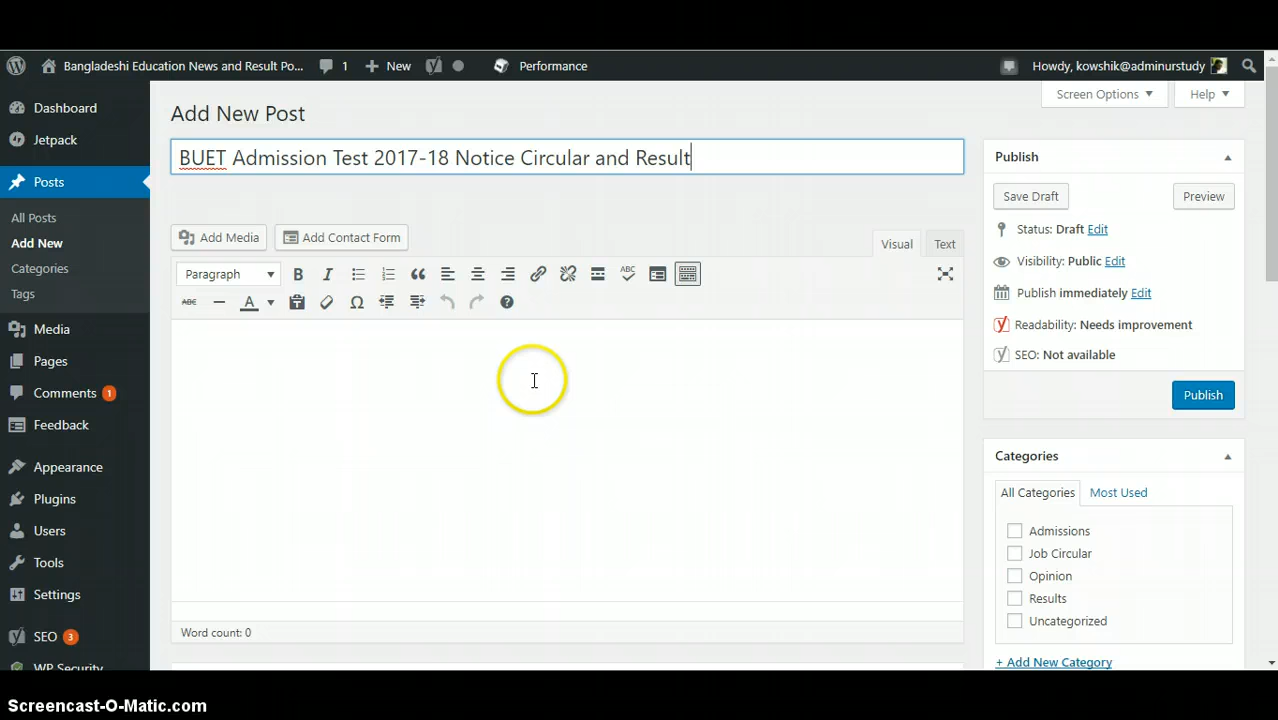 Bangladeshi Education News and Result Po... 1 New Performance Howdy, kowshik@adminurstudy
Screen Options Help
Dashboard
Jetpack
Posts
All Posts
Add New
Categories
Tags
Media
Pages
Comments 1
Feedback
Appearance
Plugins
Users
Tools
Settings
SEO 3
WP Security
Add New Post
BUET Admission Test 2017-18 Notice Circular and Result
Add Media Add Contact Form
Visual Text
Paragraph B I ABC
ABC A
Word count: 0
Publish
Save Draft Preview
Status: Draft Edit
Visibility: Public Edit
Publish immediately Edit
Readability: Needs improvement
SEO: Not available
Publish
Categories
All Categories Most Used
Admissions
Job Circular
Opinion
Results
Uncategorized
+ Add New Category
Screencast-O-Matic.com